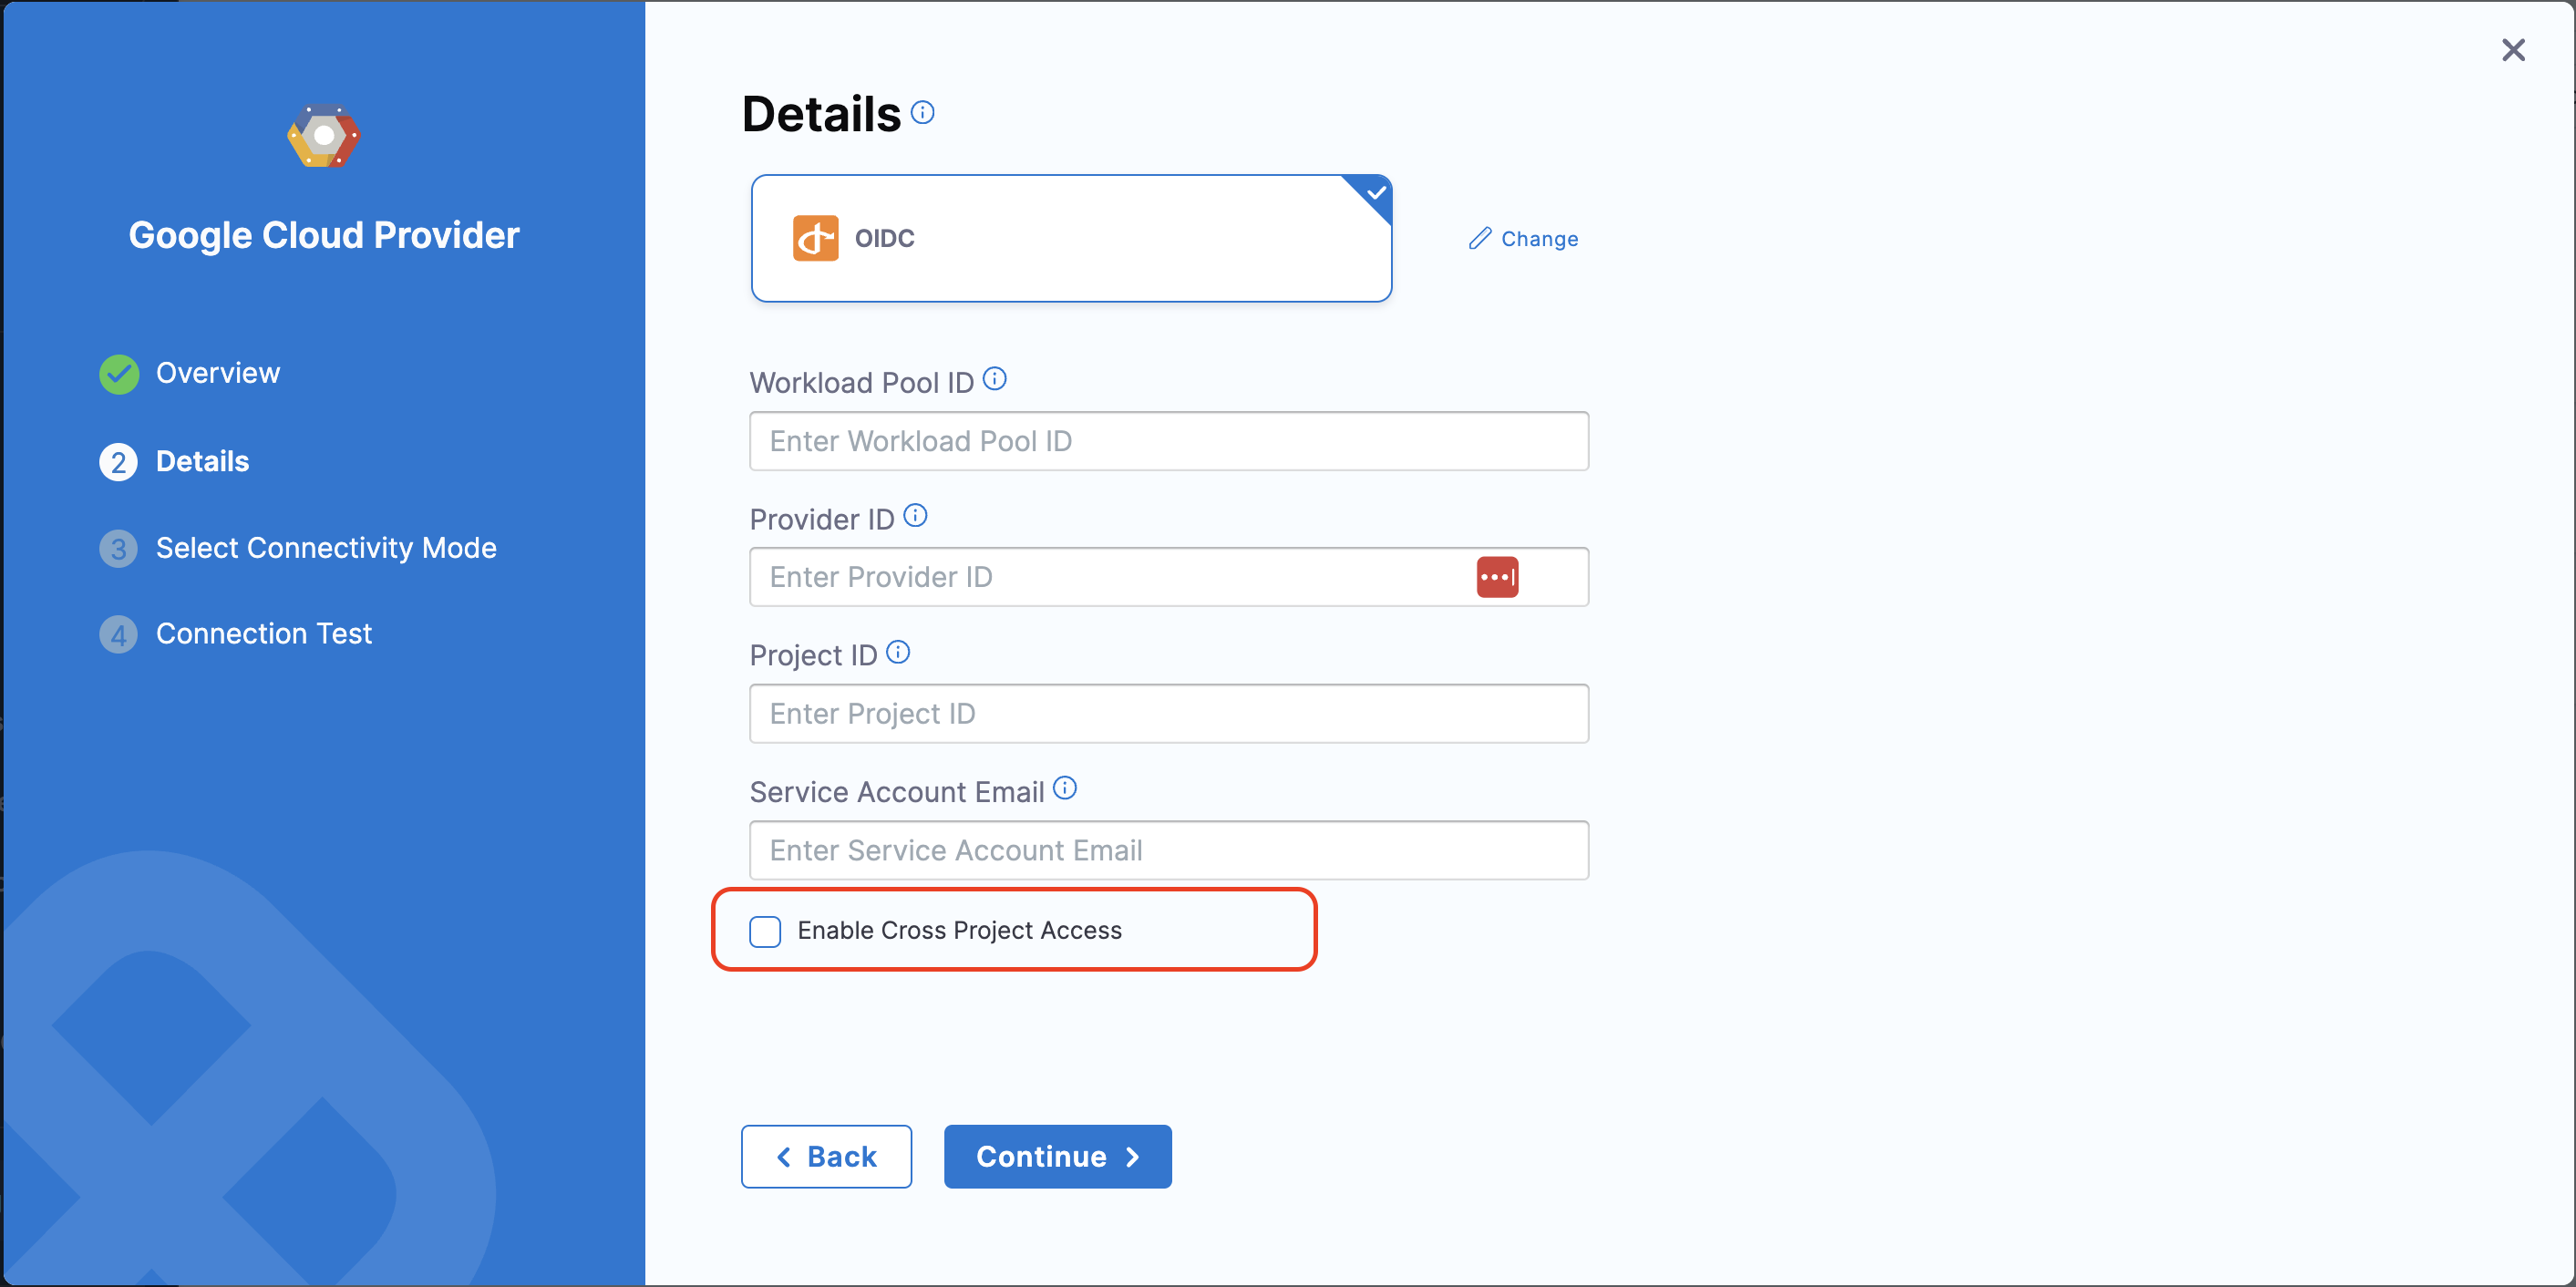 Google Cloud Provider
Overview
2 Details
3 Select Connectivity Mode
4 Connection Test
Details
OIDC
Change
Workload Pool ID
Enter Workload Pool ID
Provider ID
Enter Provider ID
Project ID
Enter Project ID
Service Account Email
Enter Service Account Email
Enable Cross Project Access
Back
Continue